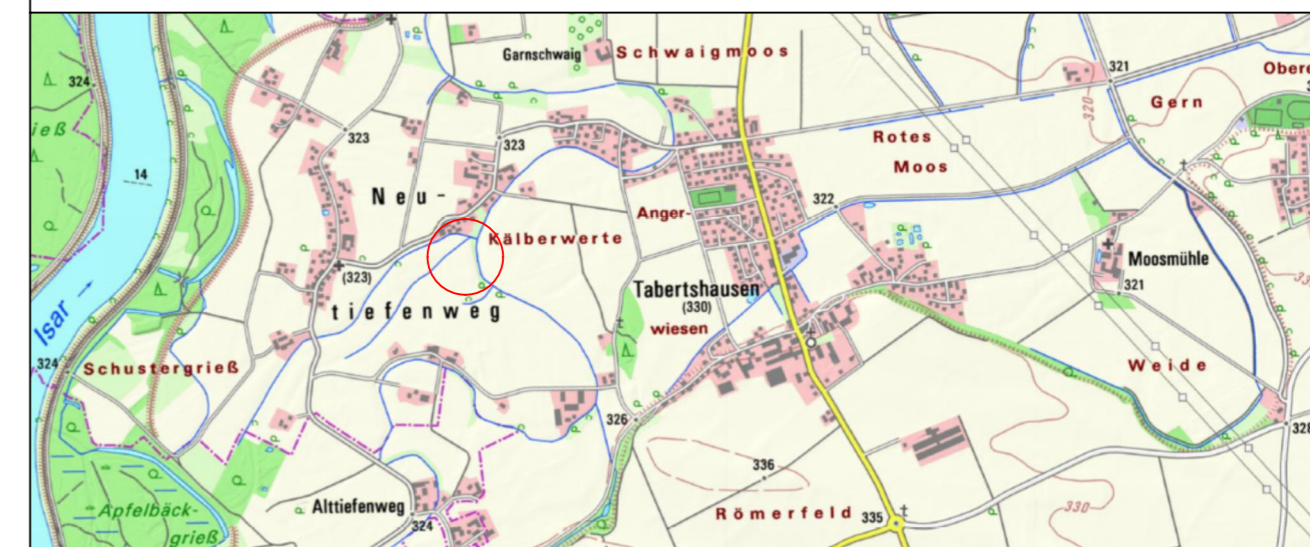 Garnschwaig
Schwaigmoos
324
321
Obere
320
Gern
ieß
323
323
Rotes
Moos
14
Neu-
322
Anger-
Kälberwerte
(323)
Moosmühle
321
Tabertshausen
(330)
tiefenweg
wiesen
Isar
324
Schustergrieß
Weide
326
328
336
Apfelbäck-
grieß
Alttiefenweg
324
Römerfeld
335
330